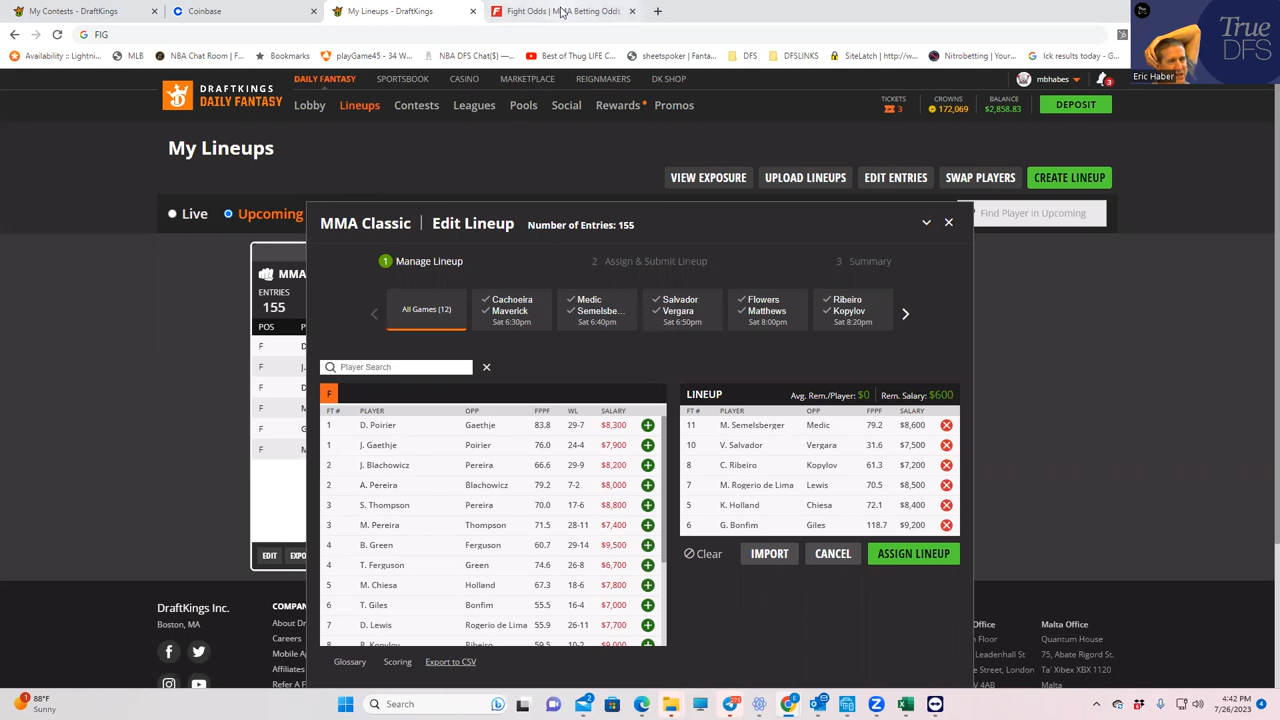 My Contests - DraftKings
Coinbase
My Lineups - DraftKings
Fight Odds | MMA Betting Odds
FIG
Availability :: Lightni...
MLB
NBA Chat Room | F...
Bookmarks
playGame45 - 34 W...
NBA DFS Chat($) | F...
Best of Thug LIFE C...
sheetspoker | Fanta...
DFS
DFSLINKS
SiteLatch | http://w...
Nitrobetting | Home
lck results today - G...
True DFS
Eric Haber
DRAFTKINGS
DAILY FANTASY
DAILY FANTASY
SPORTSBOOK
CASINO
MARKETPLACE
REIGNMAKERS
DK SHOP
mbhabes
3
Lobby
Lineups
Contests
Leagues
Pools
Social
Rewards
Promos
TICKETS
3
CROWNS
172,069
BALANCE
$2,858.83
DEPOSIT
My Lineups
VIEW EXPOSURE
UPLOAD LINEUPS
EDIT ENTRIES
SWAP PLAYERS
CREATE LINEUP
Live
Upcoming
Find Player in Upcoming
MMA
ENTRIES
155
POS
F
F
F
F
F
F
EDIT
EXPO
MMA Classic | Edit Lineup
Number of Entries: 155
1 Manage Lineup
2 Assign & Submit Lineup
3 Summary
All Games (12)
Cachoeira
Maverick
Sat 6:30pm
Medic
Semelsbe...
Sat 6:40pm
Salvador
Vergara
Sat 6:50pm
Flowers
Matthews
Sat 8:00pm
Ribeiro
Kopylov
Sat 8:20pm
Player Search
F
FT # PLAYER OPP FPPF WL SALARY
1 D. Poirier Gaethje 83.8 29-7 $8,300
1 J. Gaethje Poirier 76.0 24-4 $7,900
2 J. Blachowicz Pereira 66.6 29-9 $8,200
2 A. Pereira Blachowicz 79.2 7-2 $8,000
3 S. Thompson Pereira 70.0 17-6 $8,800
3 M. Pereira Thompson 71.5 28-11 $7,400
4 B. Green Ferguson 60.7 29-14 $9,500
4 T. Ferguson Green 74.6 26-8 $6,700
5 M. Chiesa Holland 67.3 18-6 $7,800
6 T. Giles Bonfim 55.5 16-4 $7,000
7 D. Lewis Rogerio de Lima 55.9 26-11 $7,700
8 R. Kopylov Ribeiro 59.5 10-2 $9,000
Glossary
Scoring
Export to CSV
LINEUP
Avg. Rem./Player: $0
Rem. Salary: $600
FT # PLAYER OPP FPPF SALARY
11 M. Semelsberger Medic 79.2 $8,600
10 V. Salvador Vergara 31.6 $7,500
8 C. Ribeiro Kopylov 61.3 $7,200
7 M. Rogerio de Lima Lewis 70.5 $8,500
5 K. Holland Chiesa 72.1 $8,400
6 G. Bonfim Giles 118.7 $9,200
Clear
IMPORT
CANCEL
ASSIGN LINEUP
DraftKings Inc.
Boston, MA
COMPAN
About Dr
Careers
Mobile Ap
Affiliates
Refer A F
Office
n Floor
Leadenhall St
e Street, London
V 4AB
Malta Office
Quantum House
75, Abate Rigord St.
Ta' Xibex XBX 1120
Malta
88°F
Sunny
Search
4:42 PM
7/26/2023